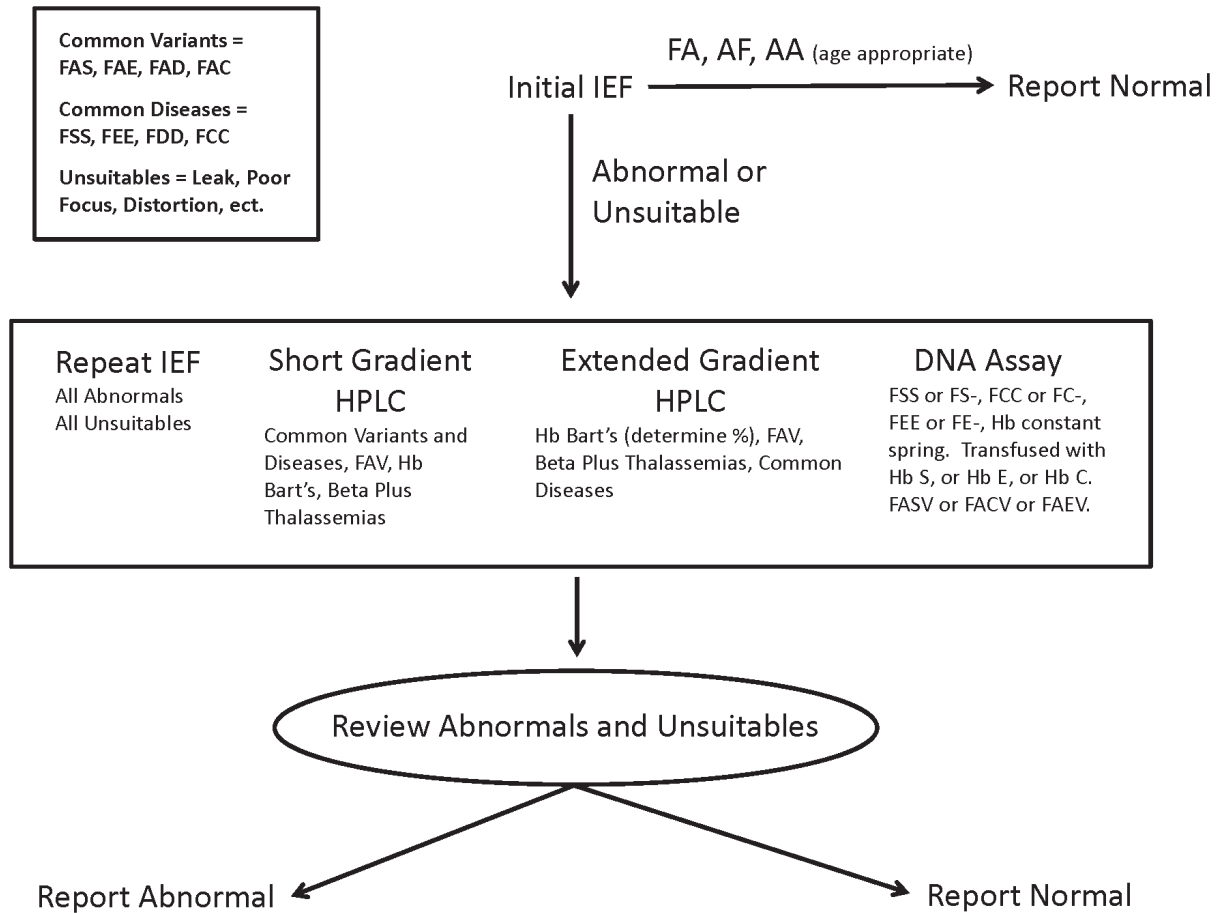 Common Variants =
FAS, FAE, FAD, FAC
Common Diseases =
FSS, FEE, FDD, FCC
Unsuitables = Leak, Poor
Focus, Distortion, ect.
FA, AF, AA (age appropriate)
Initial IEF
Report Normal
Abnormal or
Unsuitable
Repeat IEF
All Abnormals
All Unsuitables
Short Gradient
HPLC
Common Variants and
Diseases, FAV, Hb
Bart's, Beta Plus
Thalassemias
Extended Gradient
HPLC
Hb Bart's (determine %), FAV,
Beta Plus Thalassemias, Common
Diseases
DNA Assay
FSS or FS-, FCC or FC-,
FEE or FE-, Hb constant
spring.  Transfused with
Hb S, or Hb E, or Hb C.
FASV or FACV or FAEV.
Review Abnormals and Unsuitables
Report Abnormal
Report Normal